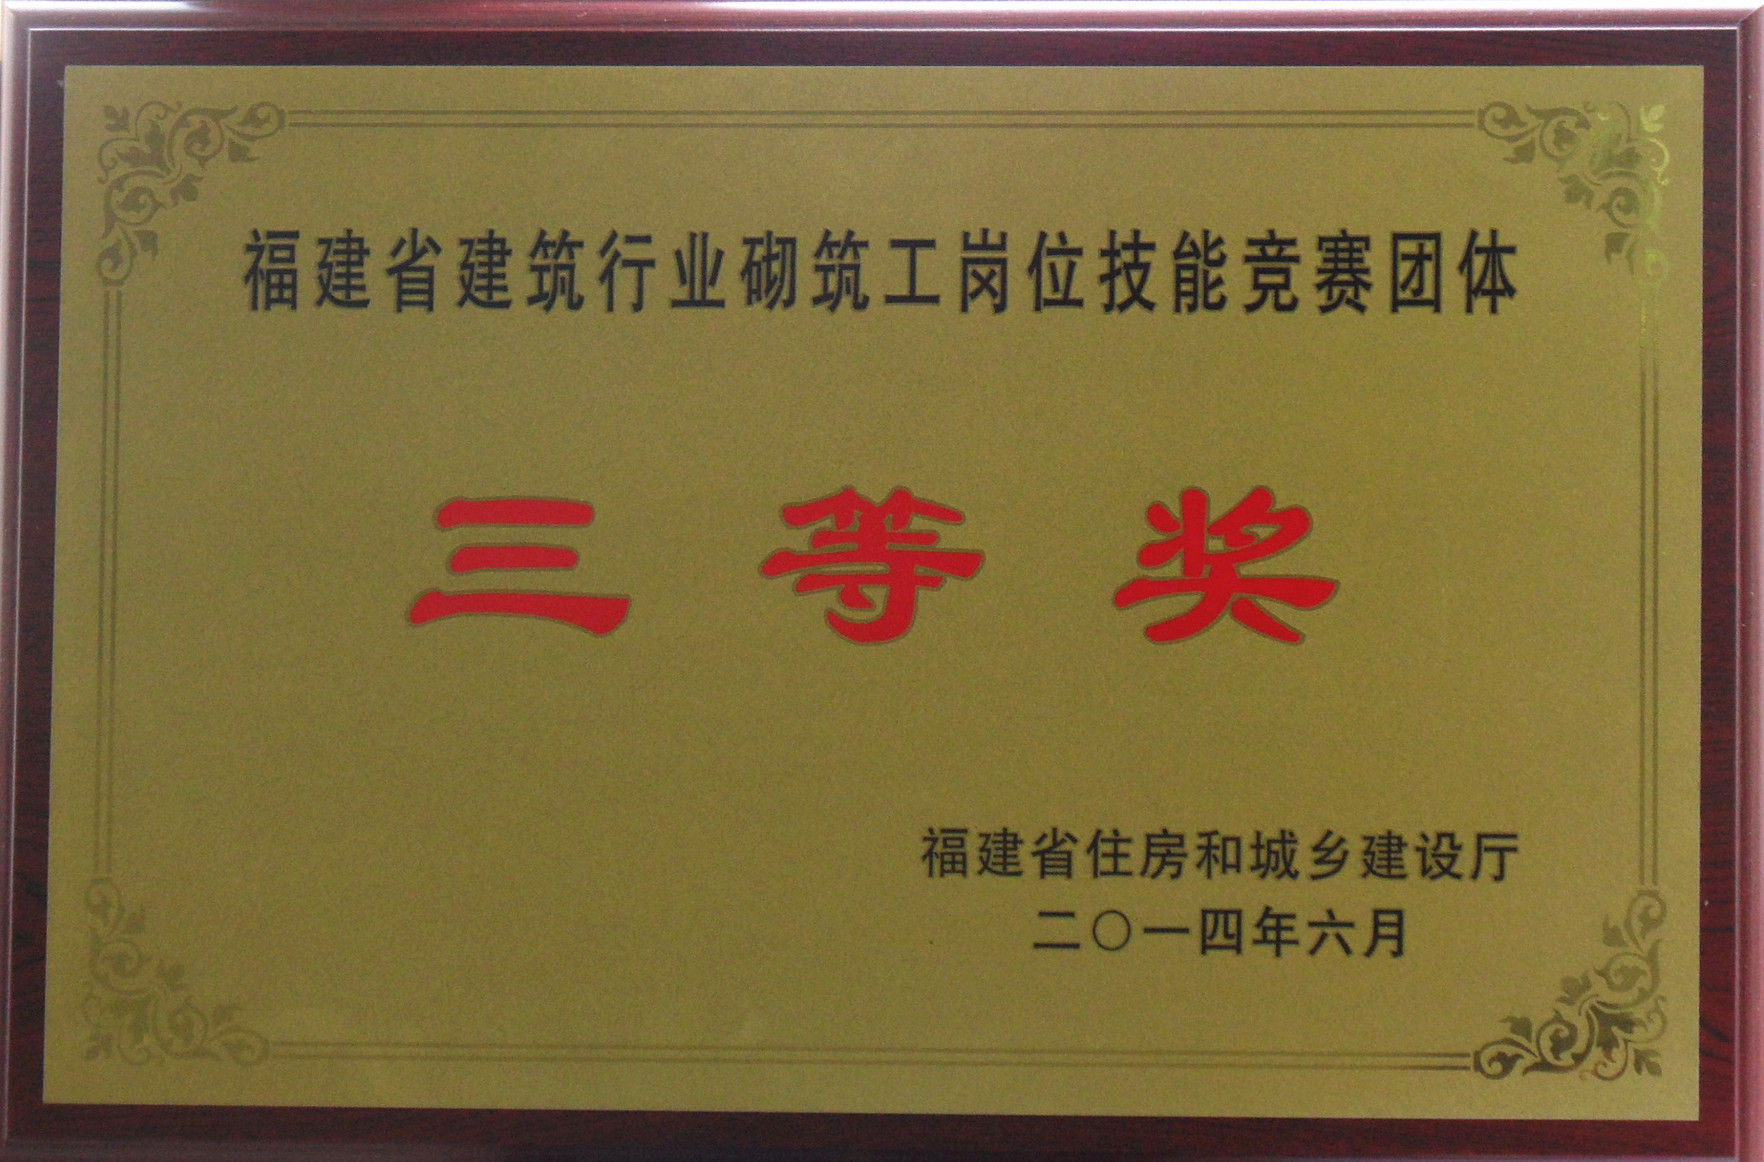 福建省建筑行业砌筑工岗位技能竞赛团体
三等奖
福建省住房和城乡建设厅
二〇一四年六月